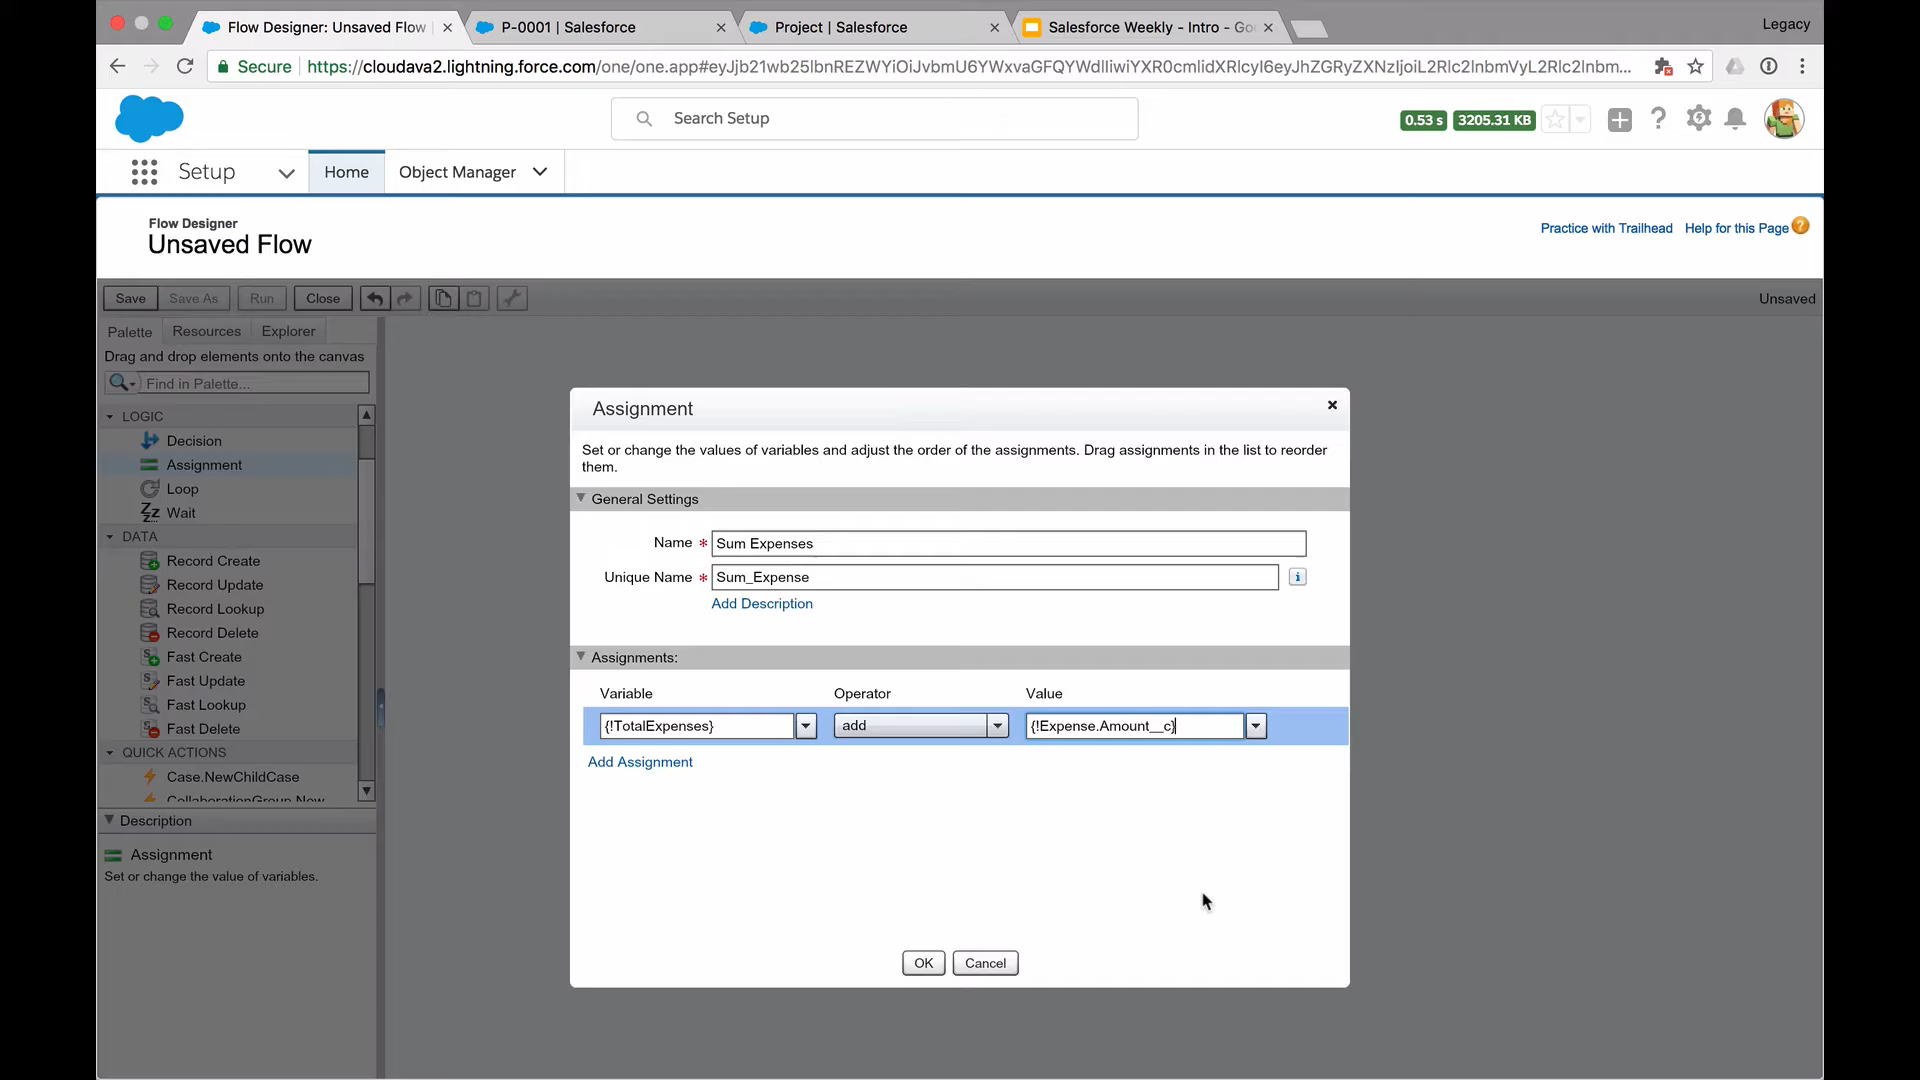 Flow Designer: Unsaved Flow
P-0001 | Salesforce
Project | Salesforce
Salesforce Weekly - Intro - Go
Legacy
Secure
https://cloudava2.lightning.force.com/one/one.app#eyJjb21wb25lbnREZWYiOiJvbmU6YWxvaGFQYWdlIiwiYXR0cmlidXRlcyI6eyJhZGRyZXNzIjoiL2Rlc2lnbmVyL2Rlc2lnbm...
Search Setup
0.53 s
3205.31 KB
Setup
Home
Object Manager
Flow Designer
Unsaved Flow
Practice with Trailhead
Help for this Page
Save
Save As
Run
Close
Unsaved
Palette
Resources
Explorer
Drag and drop elements onto the canvas
Find in Palette...
LOGIC
Decision
Assignment
Loop
Wait
DATA
Record Create
Record Update
Record Lookup
Record Delete
Fast Create
Fast Update
Fast Lookup
Fast Delete
QUICK ACTIONS
Case.NewChildCase
CollaborationGroup.New
Description
Assignment
Set or change the value of variables.
Assignment
Set or change the values of variables and adjust the order of the assignments. Drag assignments in the list to reorder
them.
General Settings
Name * Sum Expenses
Unique Name * Sum_Expense
Add Description
Assignments:
Variable Operator Value
{!TotalExpenses} add {!Expense.Amount__c}
Add Assignment
OK
Cancel